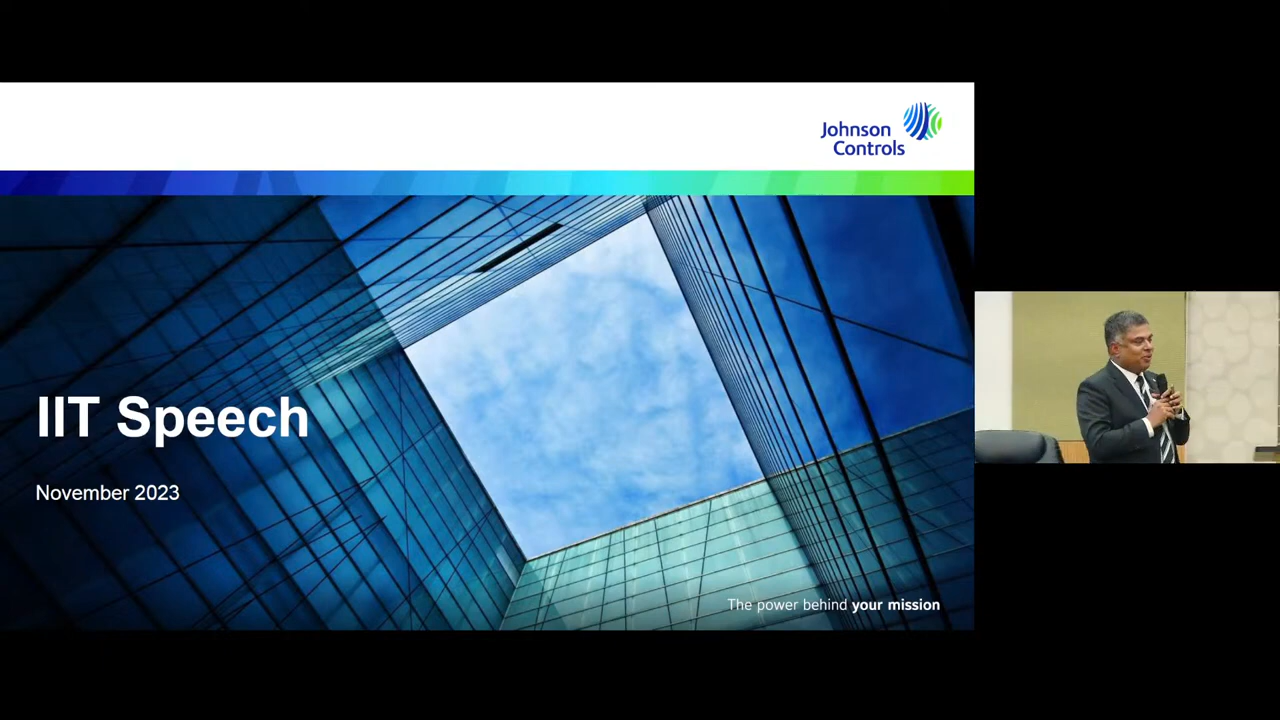 Johnson
Controls
IIT Speech
November 2023
The power behind your mission